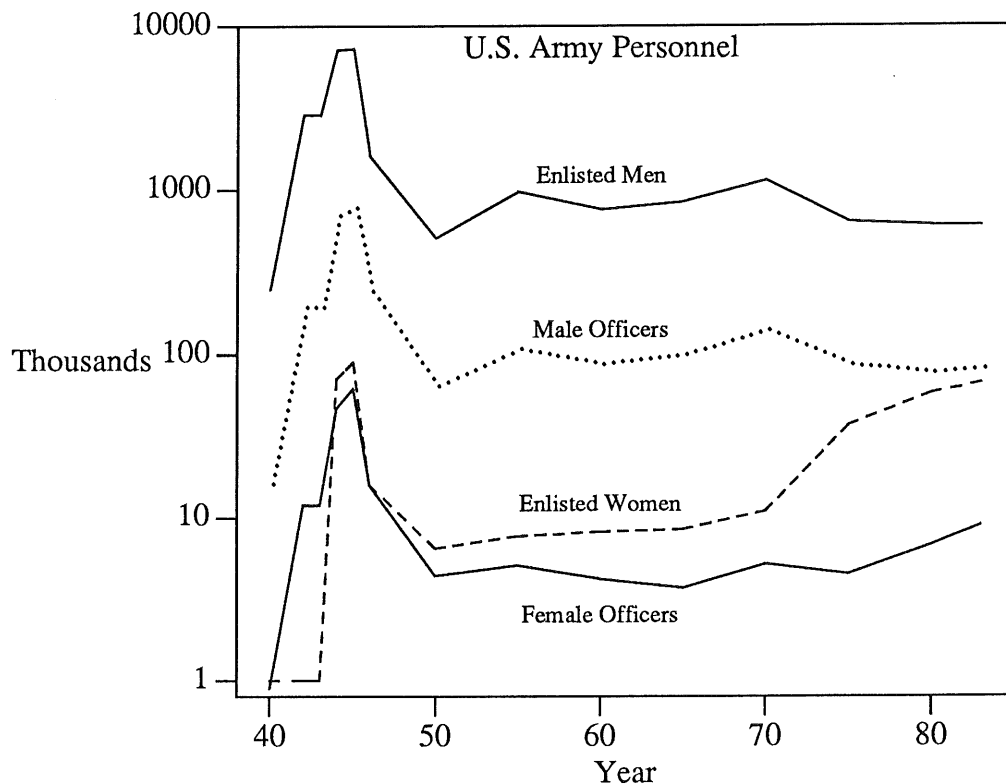 U.S. Army Personnel
10000
1000
100
10
1
Thousands
Enlisted Men
Male Officers
Enlisted Women
Female Officers
40 50 60 70 80
Year